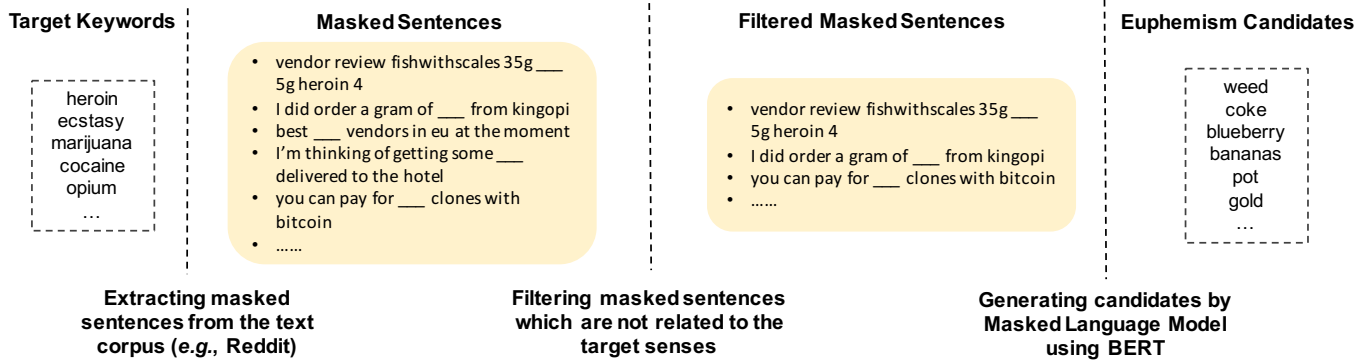 Target Keywords
heroin
ecstasy
marijuana
cocaine
opium
...
Masked Sentences
• vendor review fishwithscales 35g ___
5g heroin 4
• I did order a gram of ___ from kingopi
• best ___ vendors in eu at the moment
• I'm thinking of getting some ___
delivered to the hotel
• you can pay for ___ clones with
bitcoin
• ......
Filtered Masked Sentences
• vendor review fishwithscales 35g ___
5g heroin 4
• I did order a gram of ___ from kingopi
• you can pay for ___ clones with bitcoin
• ......
Euphemism Candidates
weed
coke
blueberry
bananas
pot
gold
...
Extracting masked
sentences from the text
corpus (e.g., Reddit)
Filtering masked sentences
which are not related to the
target senses
Generating candidates by
Masked Language Model
using BERT